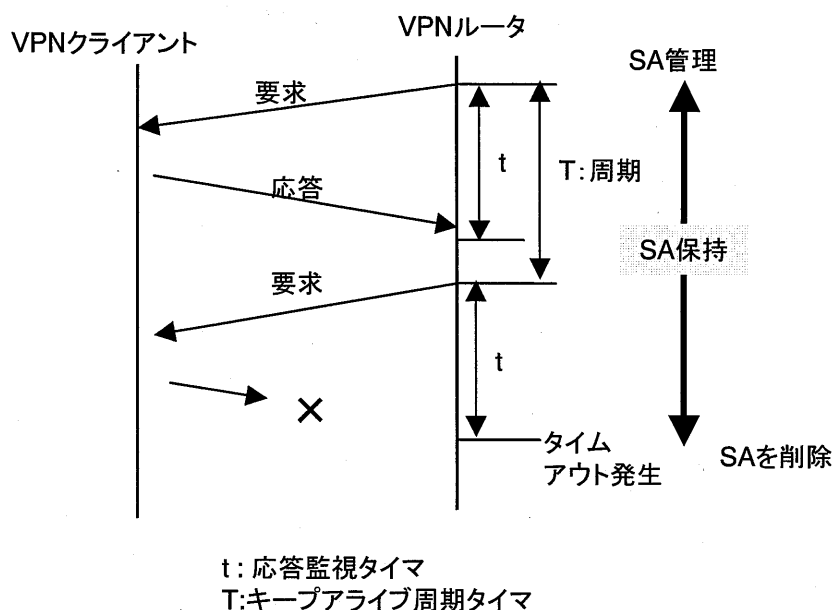 VPNクライアント
VPNルータ
SA管理
要求
t
T:周期
応答
SA保持
要求
t
×
タイム
アウト発生
SAを削除
t: 応答監視タイマ
T:キープアライブ周期タイマ